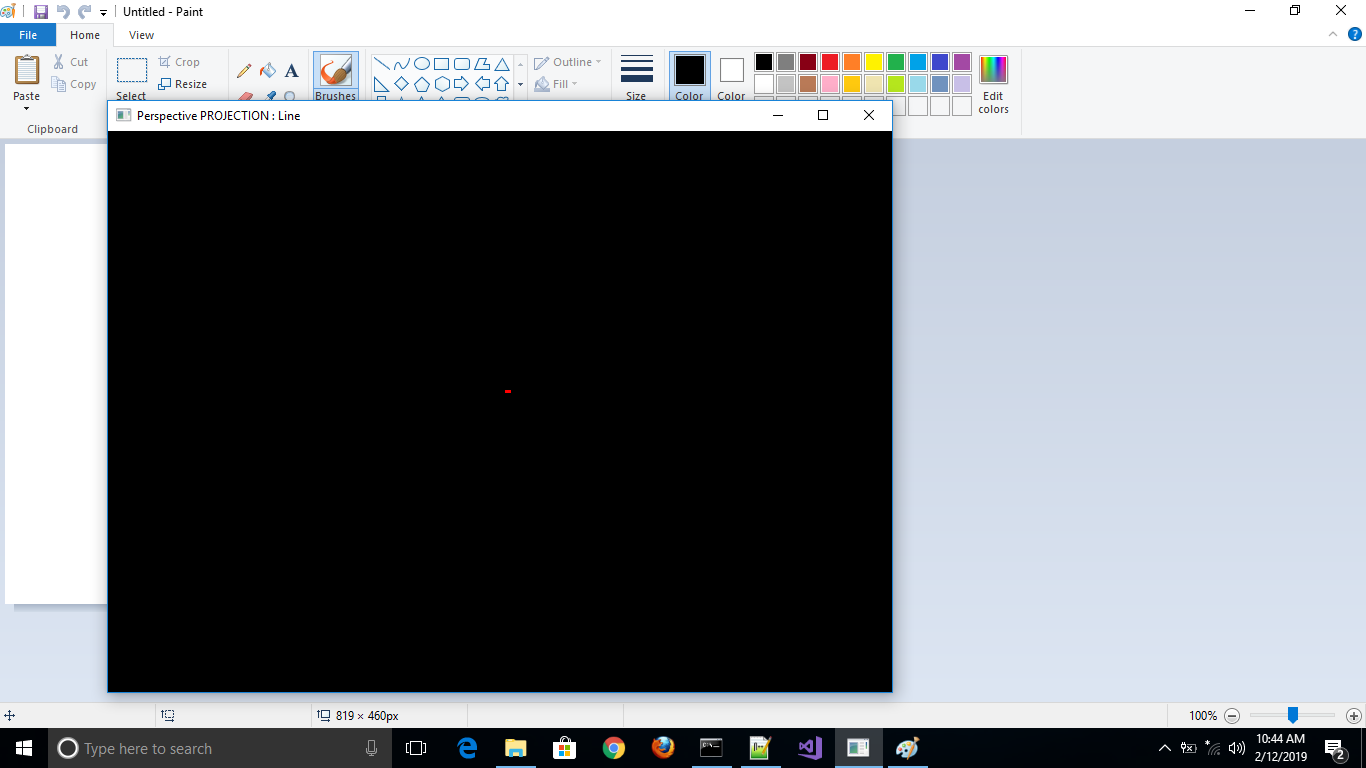 Untitled - Paint
File Home View
Paste
Cut
Copy
Clipboard
Select
Crop
Resize
A
Brushes
Outline
Fill
Size
Color
Color
Edit
colors
?
Perspective PROJECTION : Line
819 × 460px
100%
Type here to search
10:44 AM
2/12/2019
2